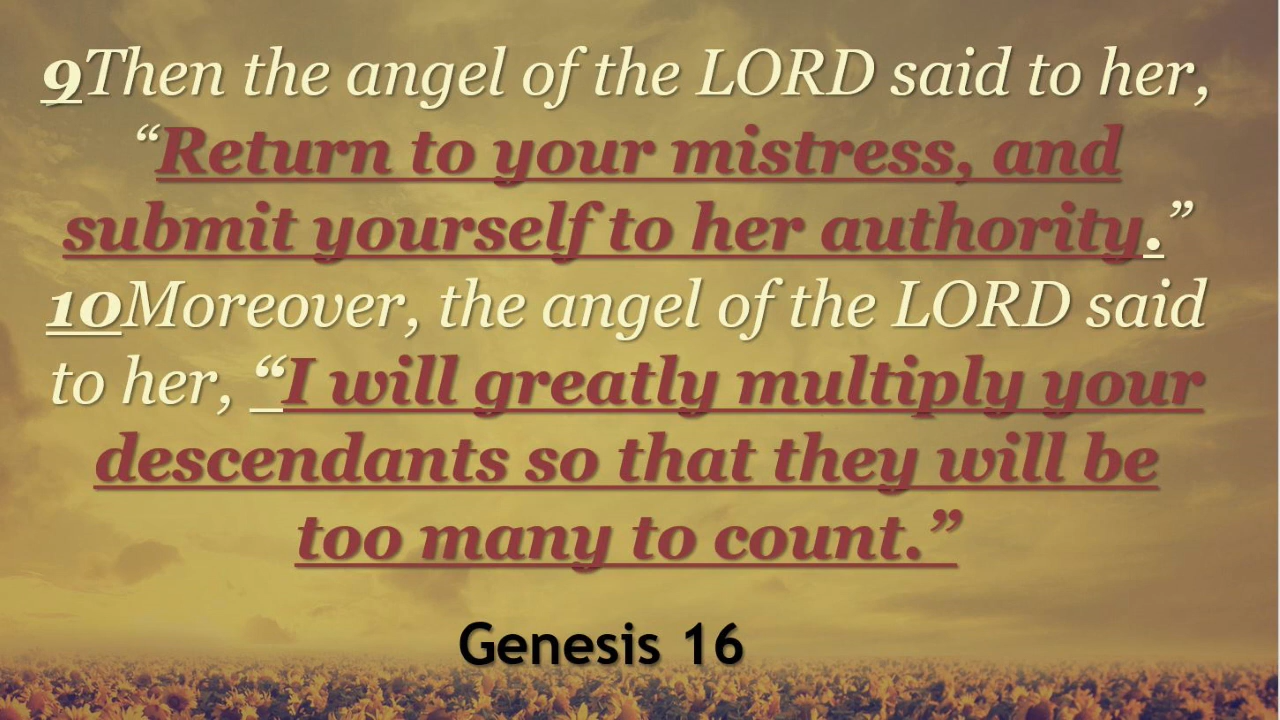 9Then the angel of the LORD said to her,
“Return to your mistress, and
submit yourself to her authority.”
10Moreover, the angel of the LORD said
to her, “I will greatly multiply your
descendants so that they will be
too many to count.”
Genesis 16